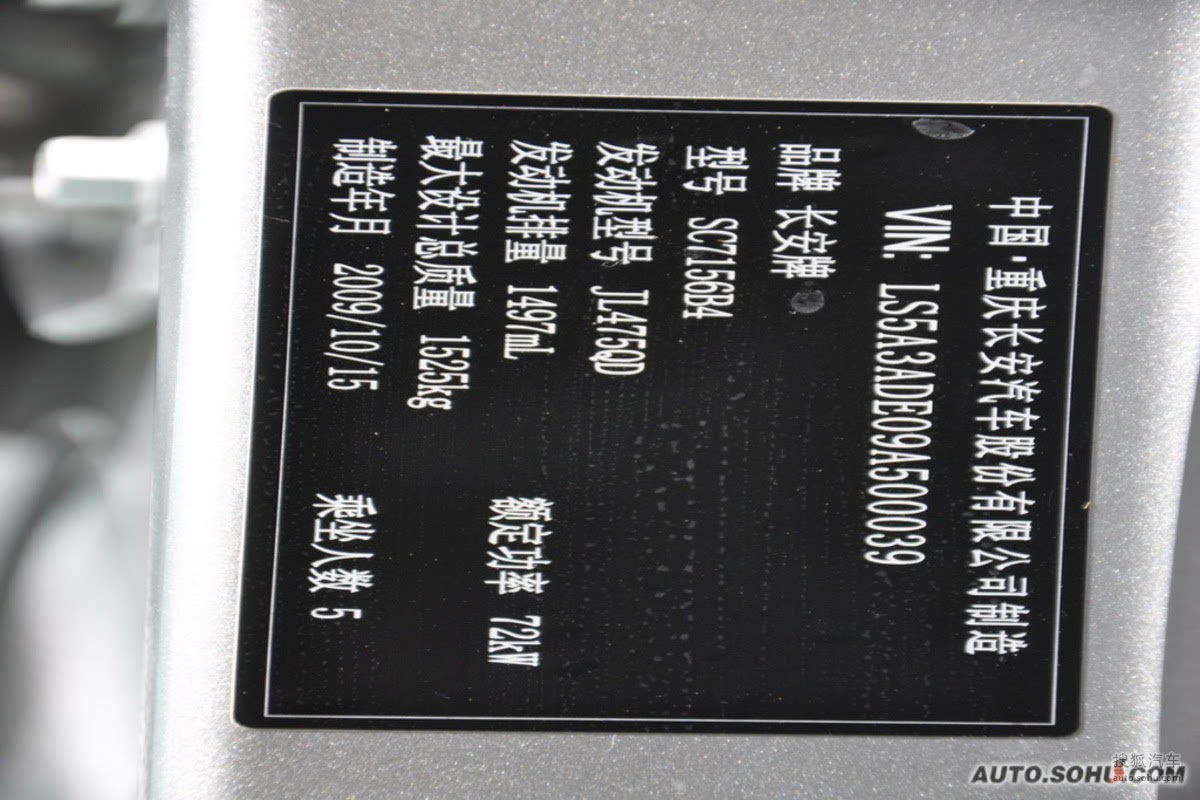 中国·重庆长安汽车股份有限公司制造
VIN: LS5A3ADE09A500039
品牌 长安牌
型号 SC7156B4
发动机型号 JL475QD
发动机排量 1497mL 额定功率 72kW
最大设计总质量 1525kg
制造年月 2009/10/15 乘坐人数 5
搜狐汽车
auto.sohu.com
AUTO.SOHU.COM